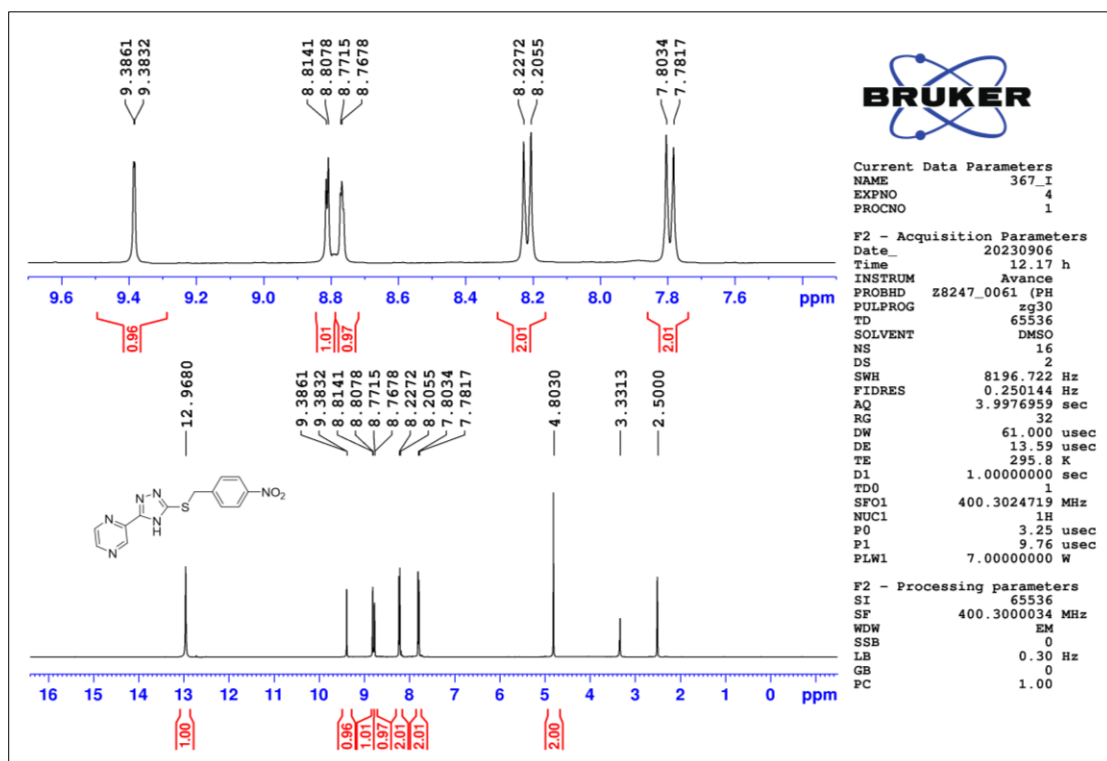 9.3861
9.3832
8.8141
8.8078
8.7715
8.7678
8.2272
8.2055
7.8034
7.7817
9.6 9.4 9.2 9.0 8.8 8.6 8.4 8.2 8.0 7.8 7.6 ppm
0.96
1.01
0.97
2.01
2.01
12.9680
9.3861
9.3832
8.8141
8.8078
8.7715
8.7678
8.2272
8.2055
7.8034
7.7817
4.8030
3.3313
2.5000
N N
N
H
S
NO2
N
N
16 15 14 13 12 11 10 9 8 7 6 5 4 3 2 1 0 ppm
1.00
0.96
1.01
0.97
2.01
2.01
2.00
BRUKER
Current Data Parameters
NAME 367_I
EXPNO 4
PROCNO 1
F2 - Acquisition Parameters
Date_ 20230906
Time 12.17 h
INSTRUM Avance
PROBHD Z8247_0061 (PH
PULPROG zg30
TD 65536
SOLVENT DMSO
NS 16
DS 2
SWH 8196.722 Hz
FIDRES 0.250144 Hz
AQ 3.9976959 sec
RG 32
DW 61.000 usec
DE 13.59 usec
TE 295.8 K
D1 1.00000000 sec
TD0 1
SFO1 400.3024719 MHz
NUC1 1H
P0 3.25 usec
P1 9.76 usec
PLW1 7.00000000 W
F2 - Processing parameters
SI 65536
SF 400.3000034 MHz
WDW EM
SSB 0
LB 0.30 Hz
GB 0
PC 1.00